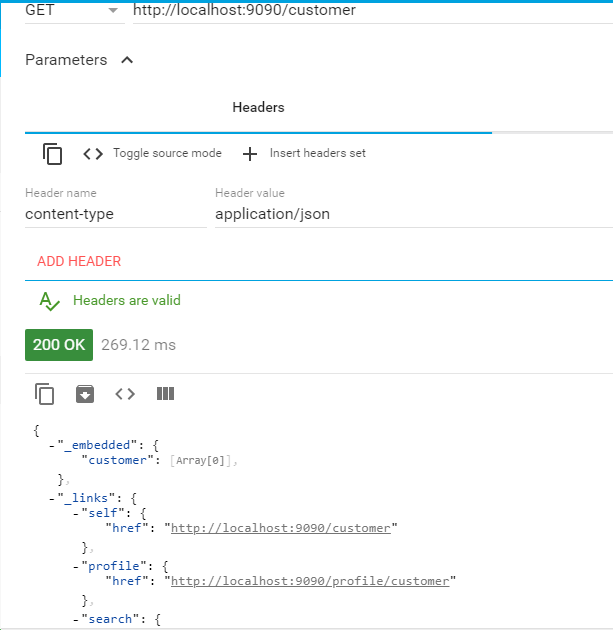 GET http://localhost:9090/customer
Parameters
Headers
Toggle source mode Insert headers set
Header name Header value
content-type application/json
ADD HEADER
Headers are valid
200 OK 269.12 ms
{
-"_embedded": {
"customer": [Array[0]],
},
-"_links": {
-"self": {
"href": "http://localhost:9090/customer"
},
-"profile": {
"href": "http://localhost:9090/profile/customer"
},
-"search": {